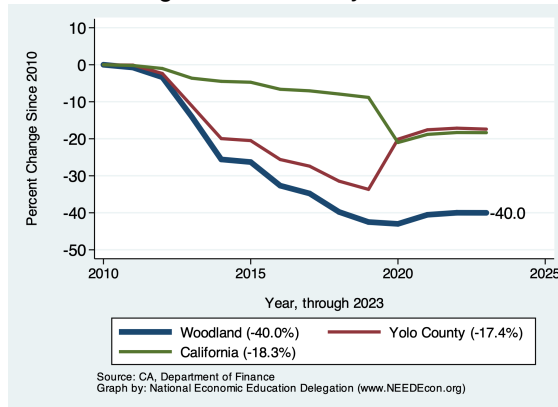 10
0
-10
-20
-30
-40
-50
Percent Change Since 2010
-40.0
2010
2015
2020
2025
Year, through 2023
Woodland (-40.0%)
Yolo County (-17.4%)
California (-18.3%)
Source: CA, Department of Finance
Graph by: National Economic Education Delegation (www.NEEDEcon.org)